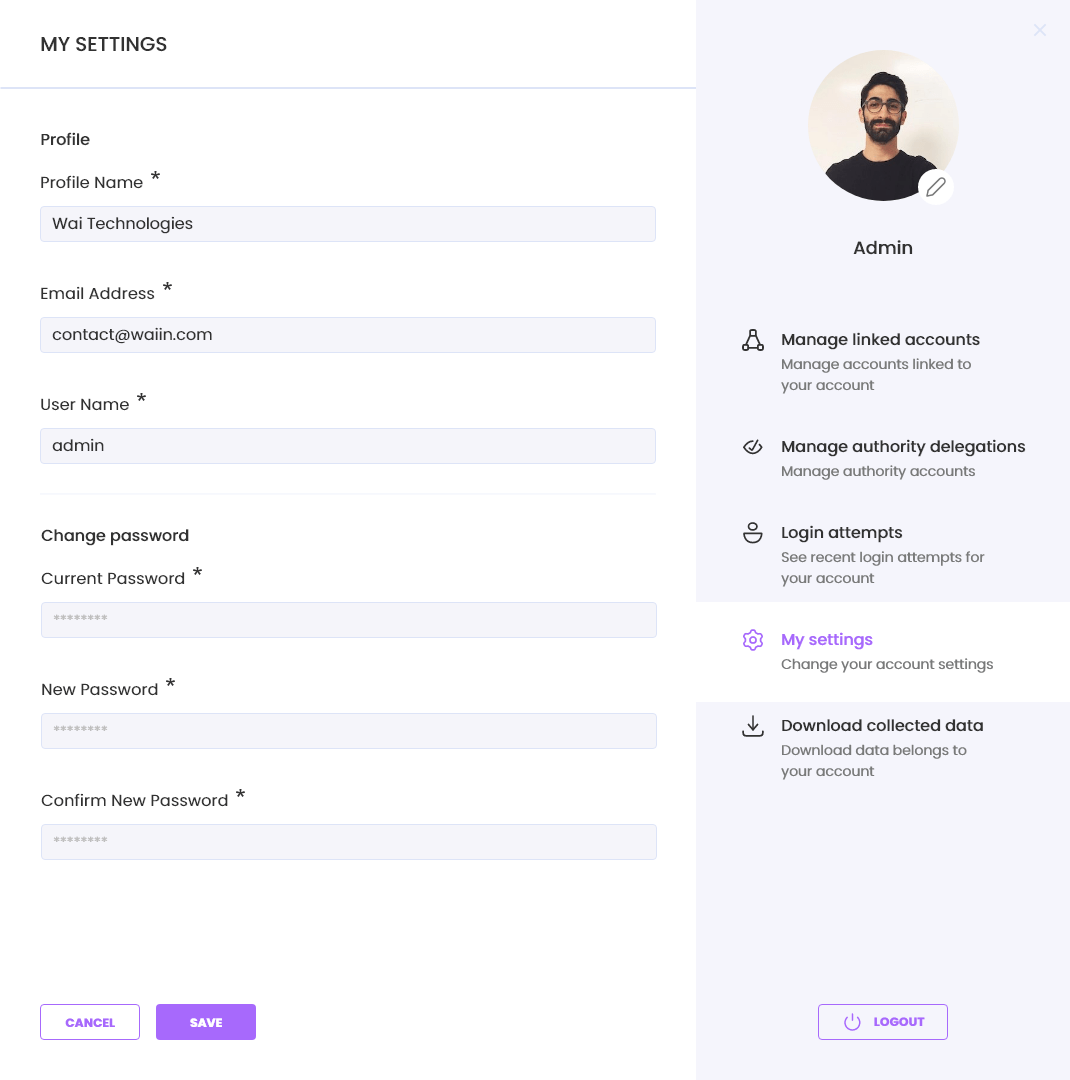 MY SETTINGS
Profile
Profile Name *
Wai Technologies
Email Address *
contact@waiin.com
User Name *
admin
Change password
Current Password *
********
New Password *
********
Confirm New Password *
********
CANCEL
SAVE
Admin
Manage linked accounts
Manage accounts linked to
your account
Manage authority delegations
Manage authority accounts
Login attempts
See recent login attempts for
your account
My settings
Change your account settings
Download collected data
Download data belongs to
your account
LOGOUT